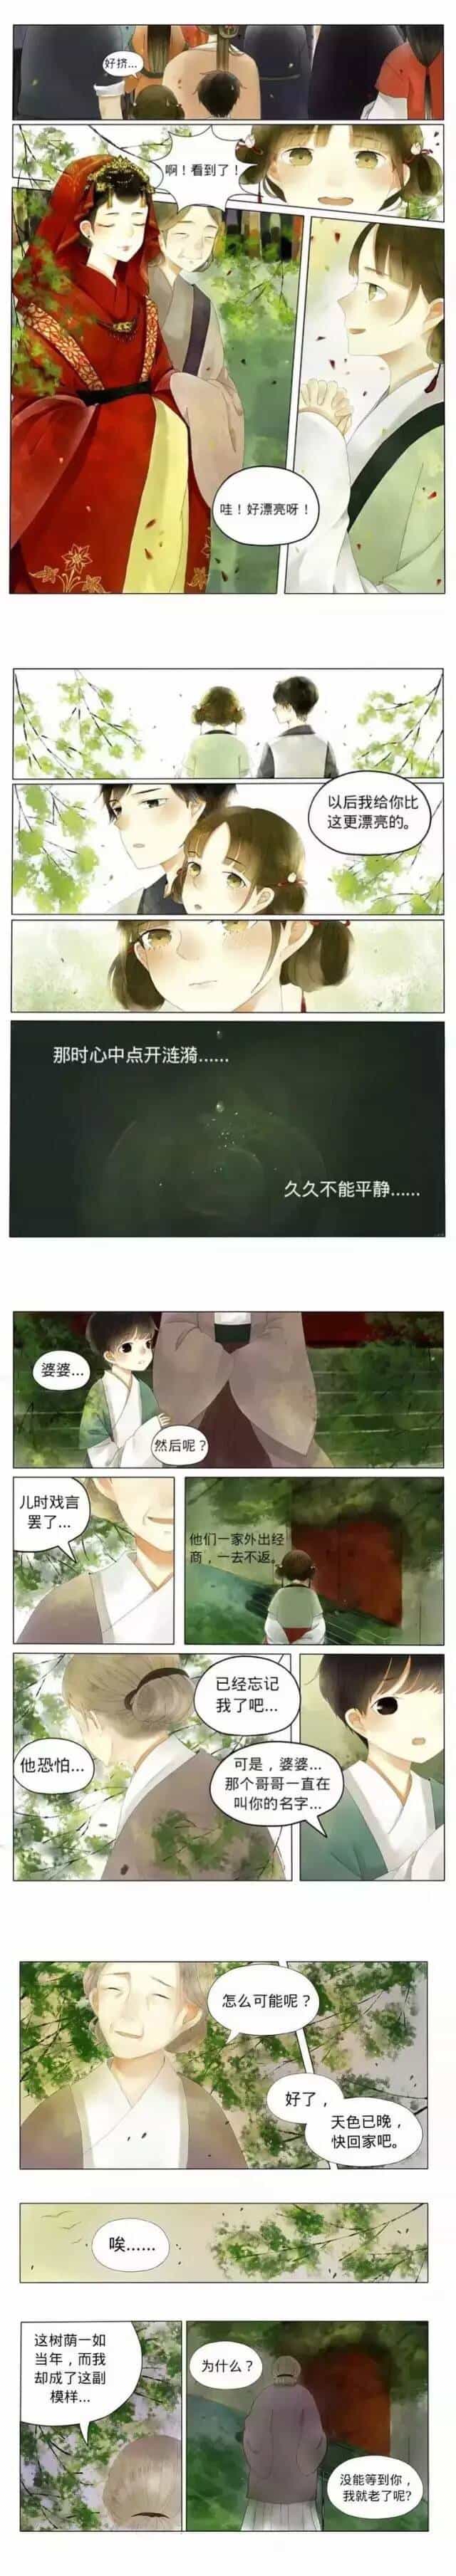 好挤...
啊！看到了！
哇！好漂亮呀！
以后我给你比
这更漂亮的。
那时心中点开涟漪......
久久不能平静......
婆婆...
然后呢？
儿时戏言
罢了...
他们一家外出经
商，一去不返。
已经忘记
我了吧...
他恐怕...
可是，婆婆...
那个哥哥一直在
叫你的名字...
怎么可能呢？
好了，
天色已晚，
快回家吧。
唉......
这树荫一如
当年，而我
却成了这副
模样...
为什么？
没能等到你，
我就老了呢？